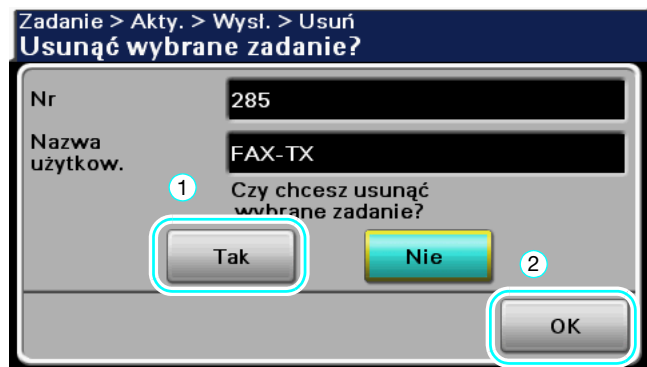 Zadanie > Akty. > Wysł. > Usuń
Usunąć wybrane zadanie?
Nr 285
Nazwa użytkow. FAX-TX
1 Czy chcesz usunąć
wybrane zadanie?
Tak Nie 2
OK